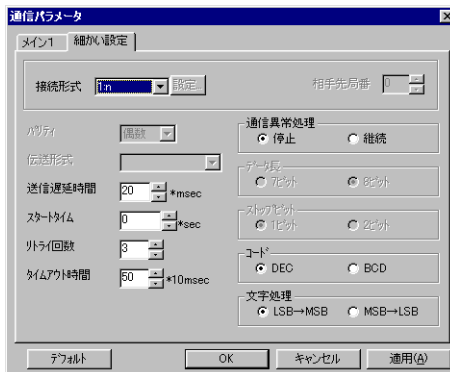 通信パラメータ
メイン1 細かい設定
接続形式 1:n 設定... 相手先局番 0
パリティ 偶数
伝送形式
送信遅延時間 20 *msec
スタートタイム 0 *sec
リトライ回数 3
タイムアウト時間 50 *10msec
通信異常処理
停止 継続
データ長
7ビット 8ビット
ストップビット
1ビット 2ビット
コード
DEC BCD
文字処理
LSB→MSB MSB→LSB
デフォルト OK キャンセル 適用(A)